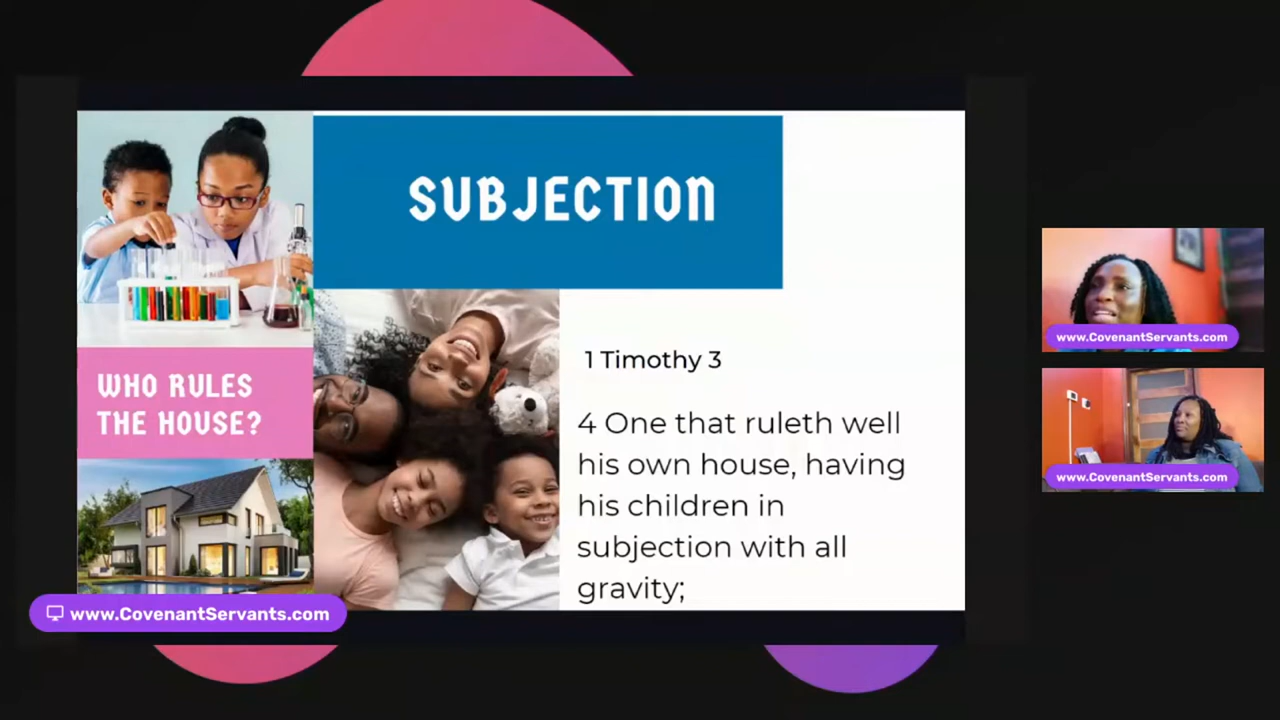 SUBJECTION
WHO RULES
THE HOUSE?
1 Timothy 3
4 One that ruleth well
his own house, having
his children in
subjection with all
gravity;
www.CovenantServants.com
www.CovenantServants.com
www.CovenantServants.com